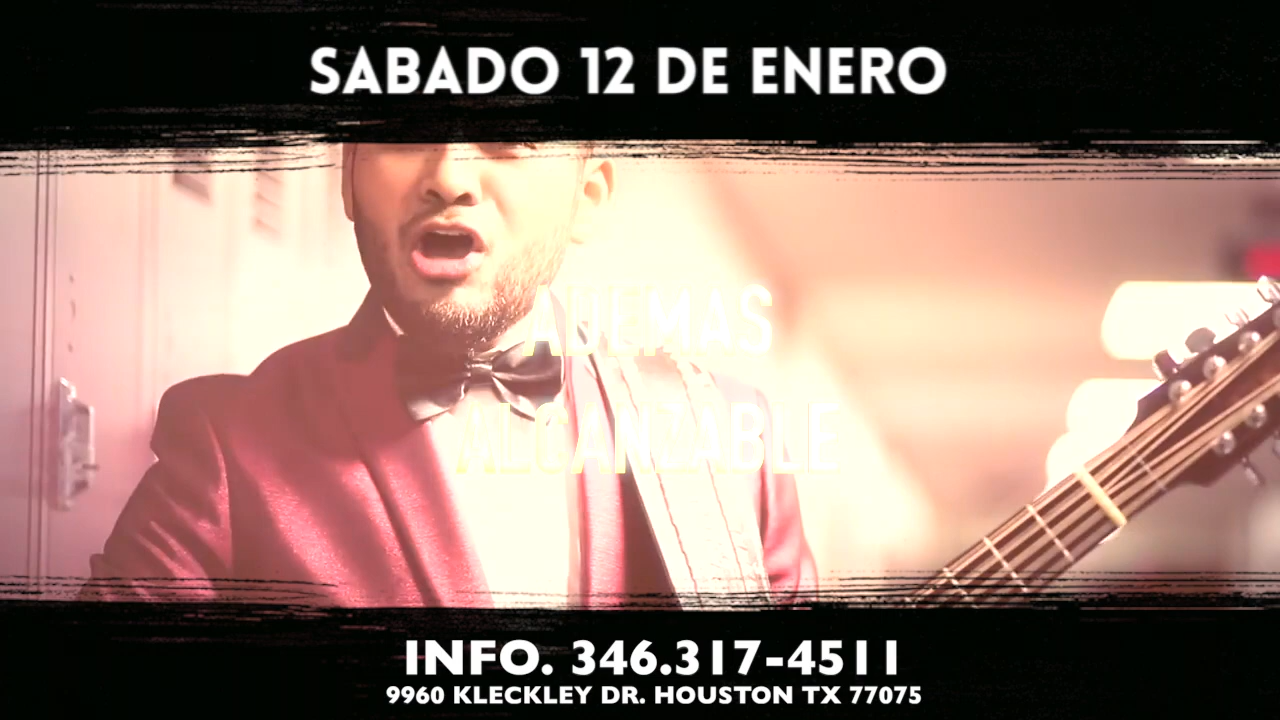 SABADO 12 DE ENERO
ADEMAS
ALCANZABLE
INFO. 346.317-4511
9960 KLECKLEY DR. HOUSTON TX 77075